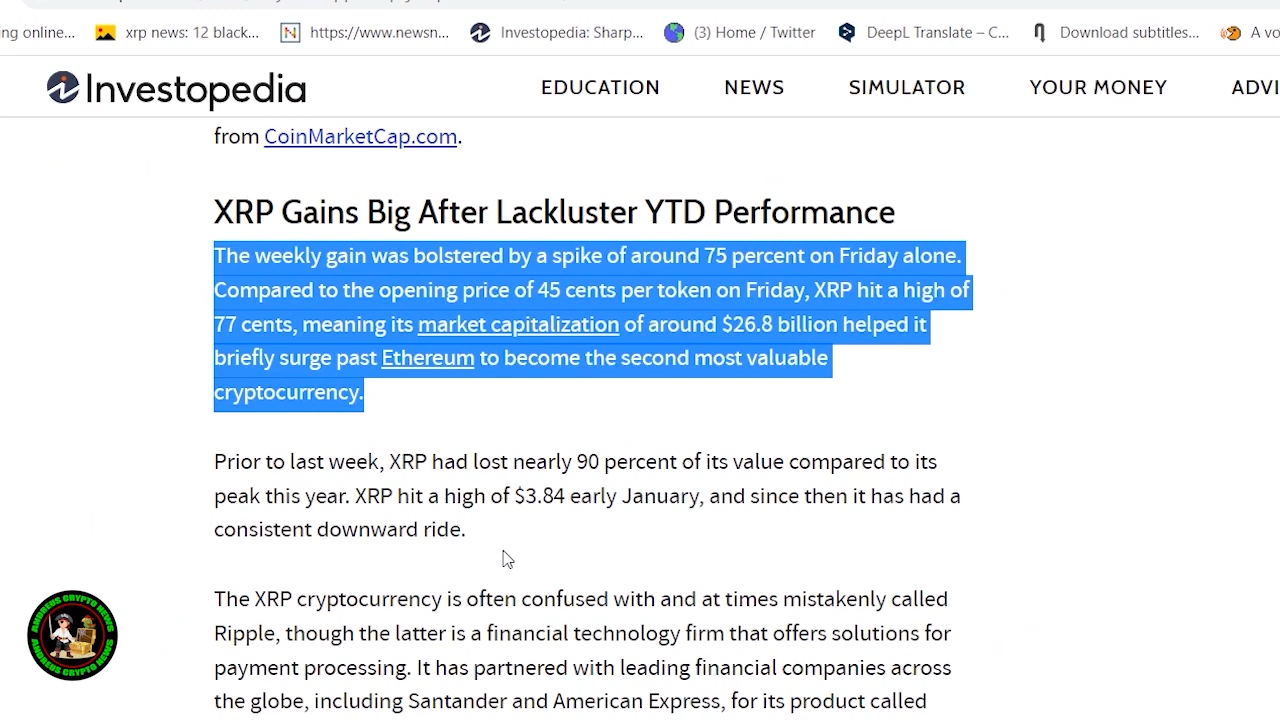 ng online... xrp news: 12 black... https://www.newsn... Investopedia: Sharp... (3) Home / Twitter DeepL Translate – C... Download subtitles... A vo
Investopedia EDUCATION NEWS SIMULATOR YOUR MONEY ADVI
from CoinMarketCap.com.
XRP Gains Big After Lackluster YTD Performance
The weekly gain was bolstered by a spike of around 75 percent on Friday alone.
Compared to the opening price of 45 cents per token on Friday, XRP hit a high of
77 cents, meaning its market capitalization of around $26.8 billion helped it
briefly surge past Ethereum to become the second most valuable
cryptocurrency.
Prior to last week, XRP had lost nearly 90 percent of its value compared to its
peak this year. XRP hit a high of $3.84 early January, and since then it has had a
consistent downward ride.
The XRP cryptocurrency is often confused with and at times mistakenly called
Ripple, though the latter is a financial technology firm that offers solutions for
payment processing. It has partnered with leading financial companies across
the globe, including Santander and American Express, for its product called
ANDREUS CRYPTO NEWS
ANDREUS CRYPTO NEWS